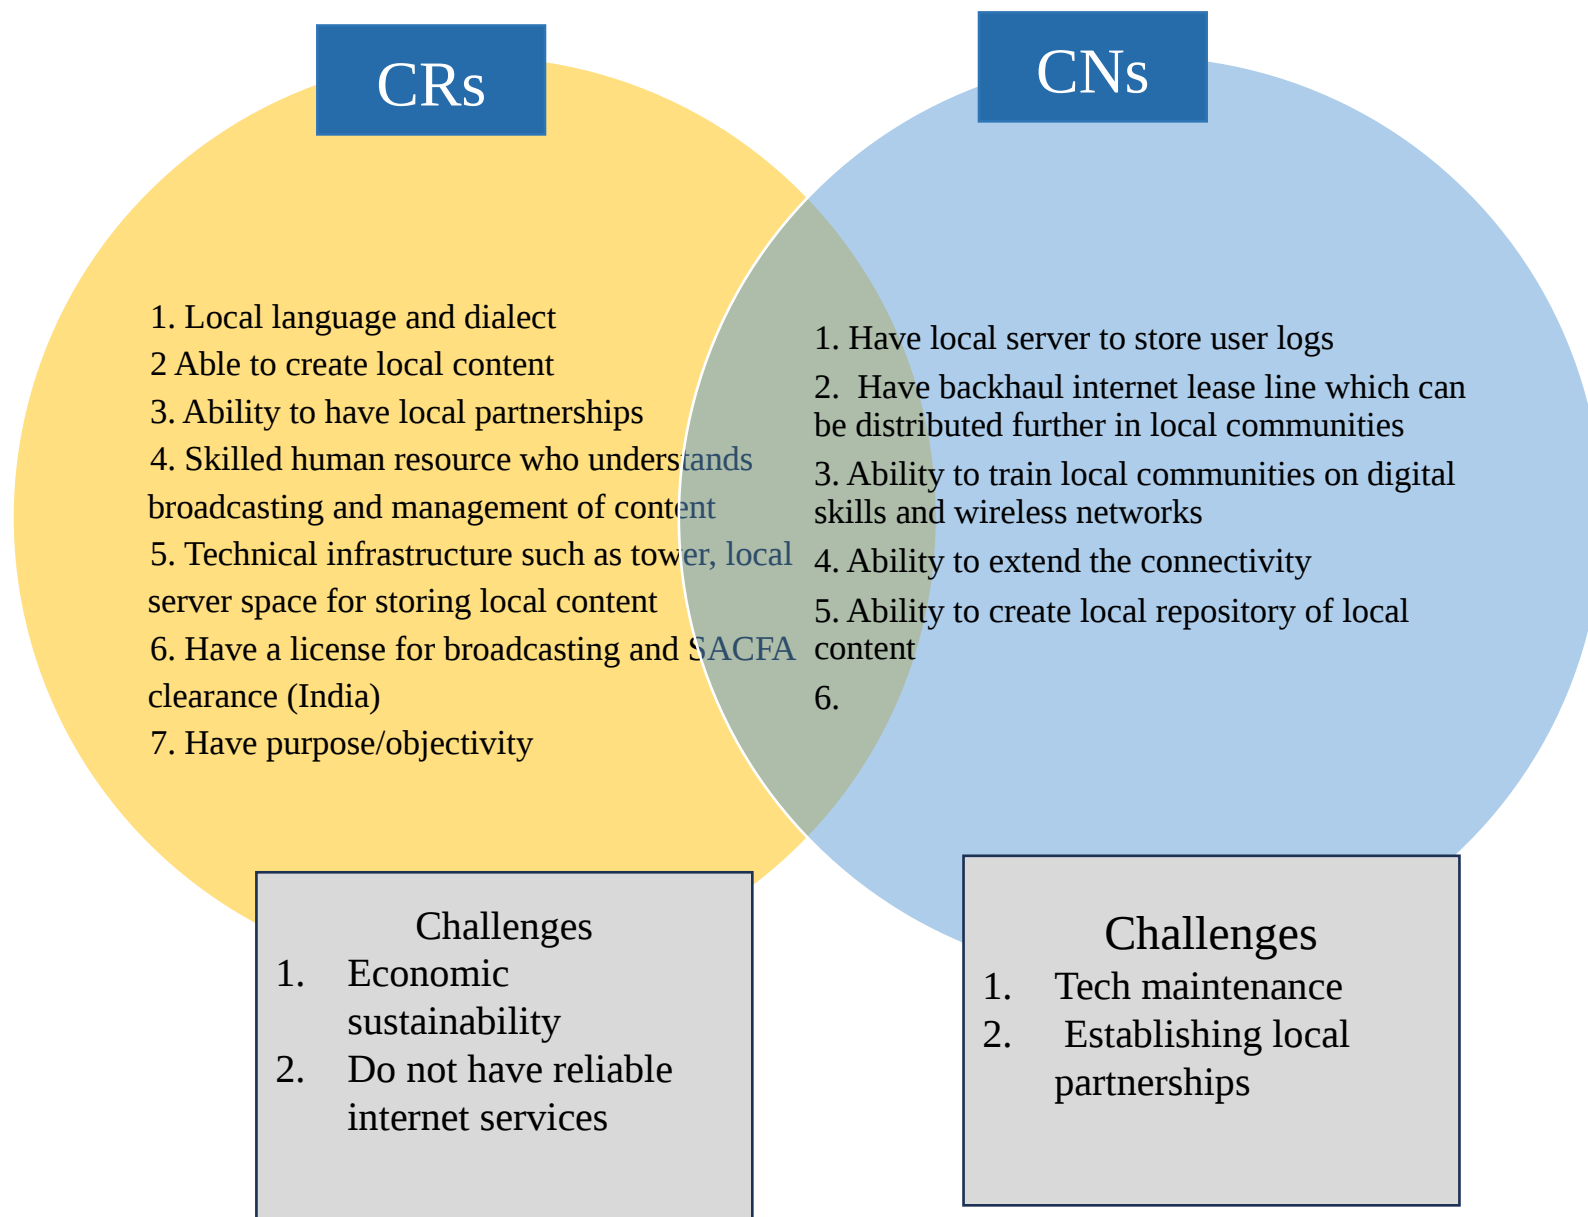 CRs
CNs
1. Local language and dialect
2 Able to create local content
3. Ability to have local partnerships
4. Skilled human resource who understands
broadcasting and management of content
5. Technical infrastructure such as tower, local
server space for storing local content
6. Have a license for broadcasting and SACFA
clearance (India)
7. Have purpose/objectivity
1. Have local server to store user logs
2.  Have backhaul internet lease line which can
be distributed further in local communities
3. Ability to train local communities on digital
skills and wireless networks
4. Ability to extend the connectivity
5. Ability to create local repository of local
content
6.
Challenges
1. Economic
sustainability
2. Do not have reliable
internet services
Challenges
1. Tech maintenance
2. Establishing local
partnerships